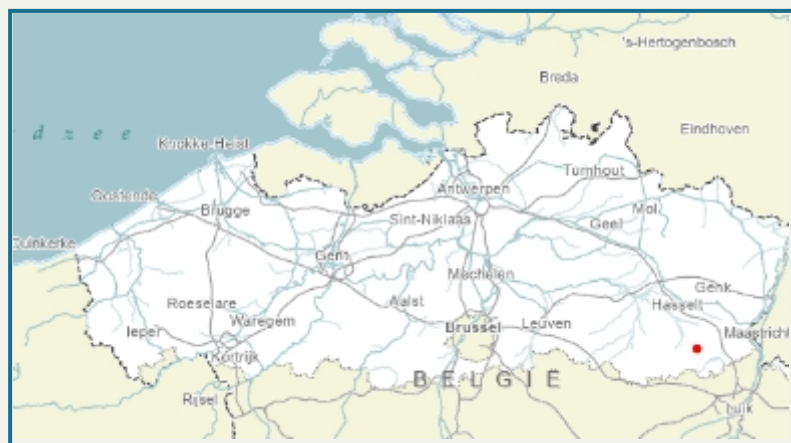 's-Hertogenbosch
Breda
dzee
Eindhoven
Knokke-Heist
Turnhout
Antwerpen
Oostende
Mol
Brugge
Sint-Niklaas
Geel
Duinkerke
Gent
Mechelen
Genk
Roeselare
Aalst
Hasselt
Waregem
Ieper
Brussel
Leuven
Maastricht
Kortrijk
BELGIË
Rijsel
Luik